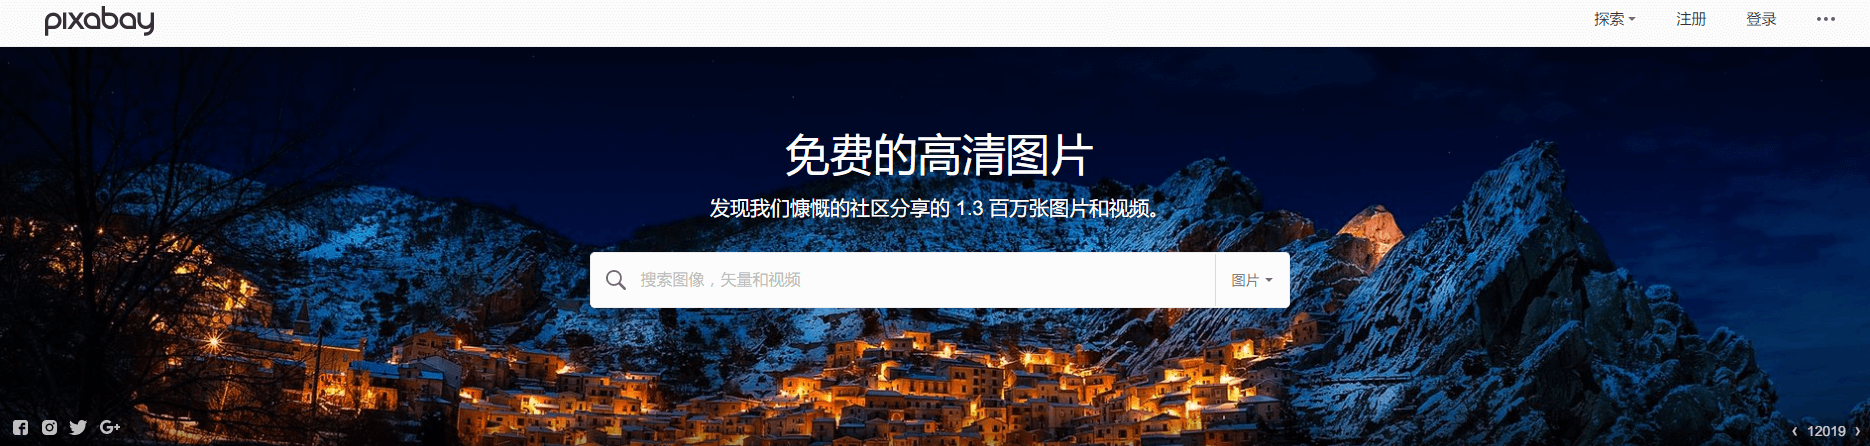 pixabay
探索
注册
登录
免费的高清图片
发现我们慷慨的社区分享的 1.3 百万张图片和视频。
搜索图像，矢量和视频
图片
G+
‹ 12019 ›